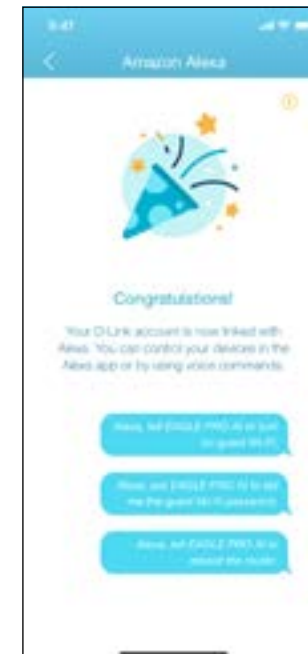 9:41
Amazon Alexa
Congratulations!
Your D-Link account is now linked with
Alexa. You can control your devices in the
Alexa app or by using voice commands.
Alexa, tell EAGLE PRO AI to turn
on guest Wi-Fi.
Alexa, ask EAGLE PRO AI to tell
me the guest Wi-Fi password.
Alexa, tell EAGLE PRO AI to
reboot the router.